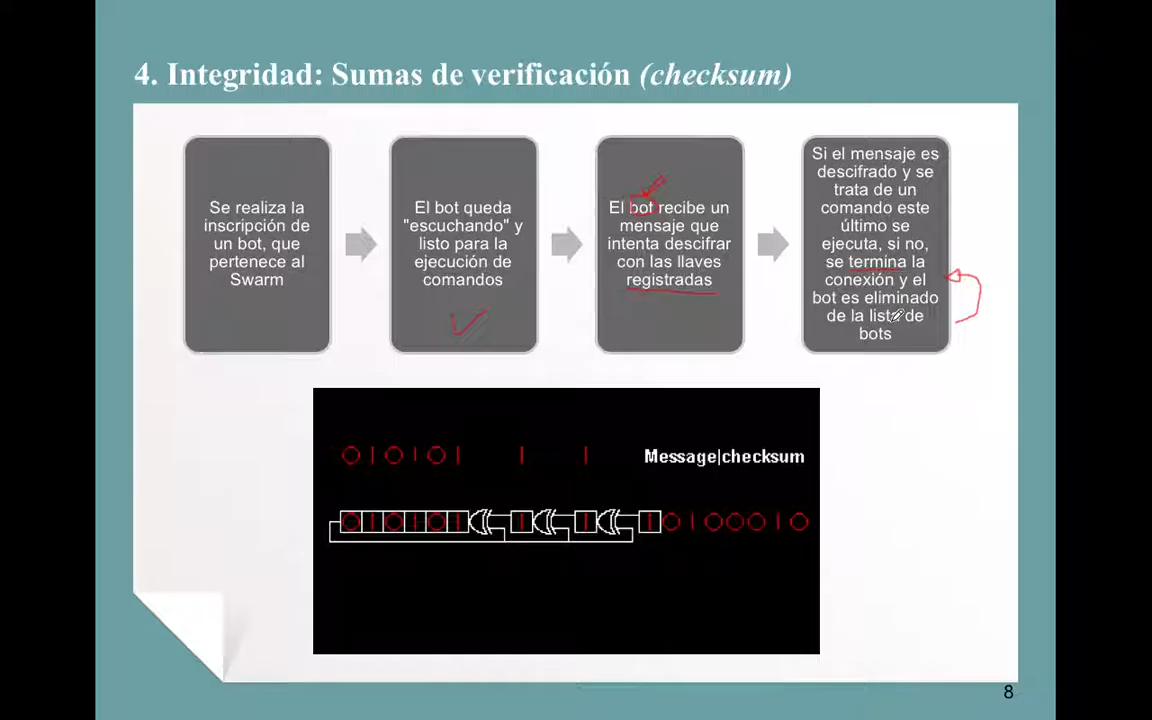 4. Integridad: Sumas de verificación (checksum)
Se realiza la
inscripción de
un bot, que
pertenece al
Swarm
El bot queda
"escuchando" y
listo para la
ejecución de
comandos
El bot recibe un
mensaje que
intenta descifrar
con las llaves
registradas
Si el mensaje es
descifrado y se
trata de un
comando este
último se
ejecuta, si no,
se termina la
conexión y el
bot es eliminado
de la lista de
bots
Message|checksum
8